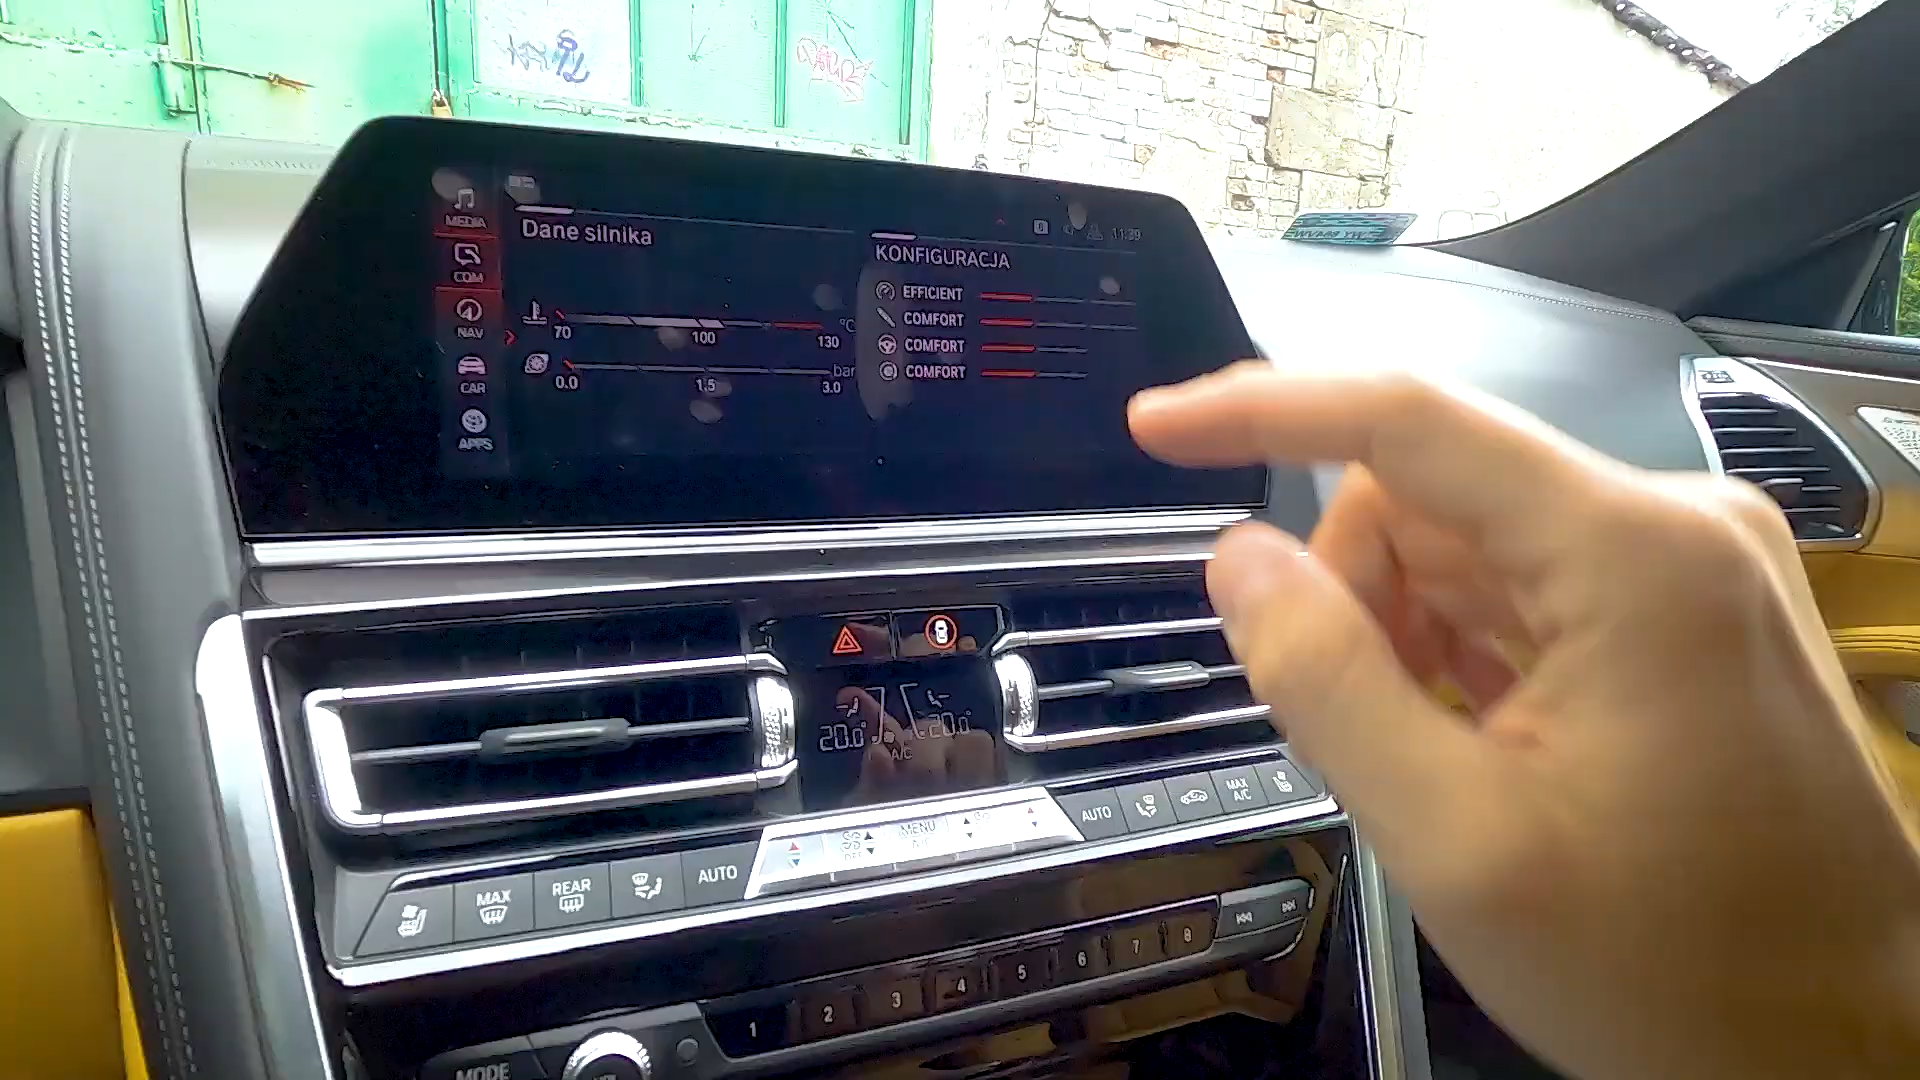 MEDIA
COM
NAV
CAR
APPS
Dane silnika
70
100
130
°C
0.0
1.5
3.0
bar
11:39
KONFIGURACJA
EFFICIENT
COMFORT
COMFORT
COMFORT
20.0°
20.0°
A/C
MAX
REAR
AUTO
MENU
AUTO
MAX
A/C
1
2
3
4
5
6
7
8
MODE